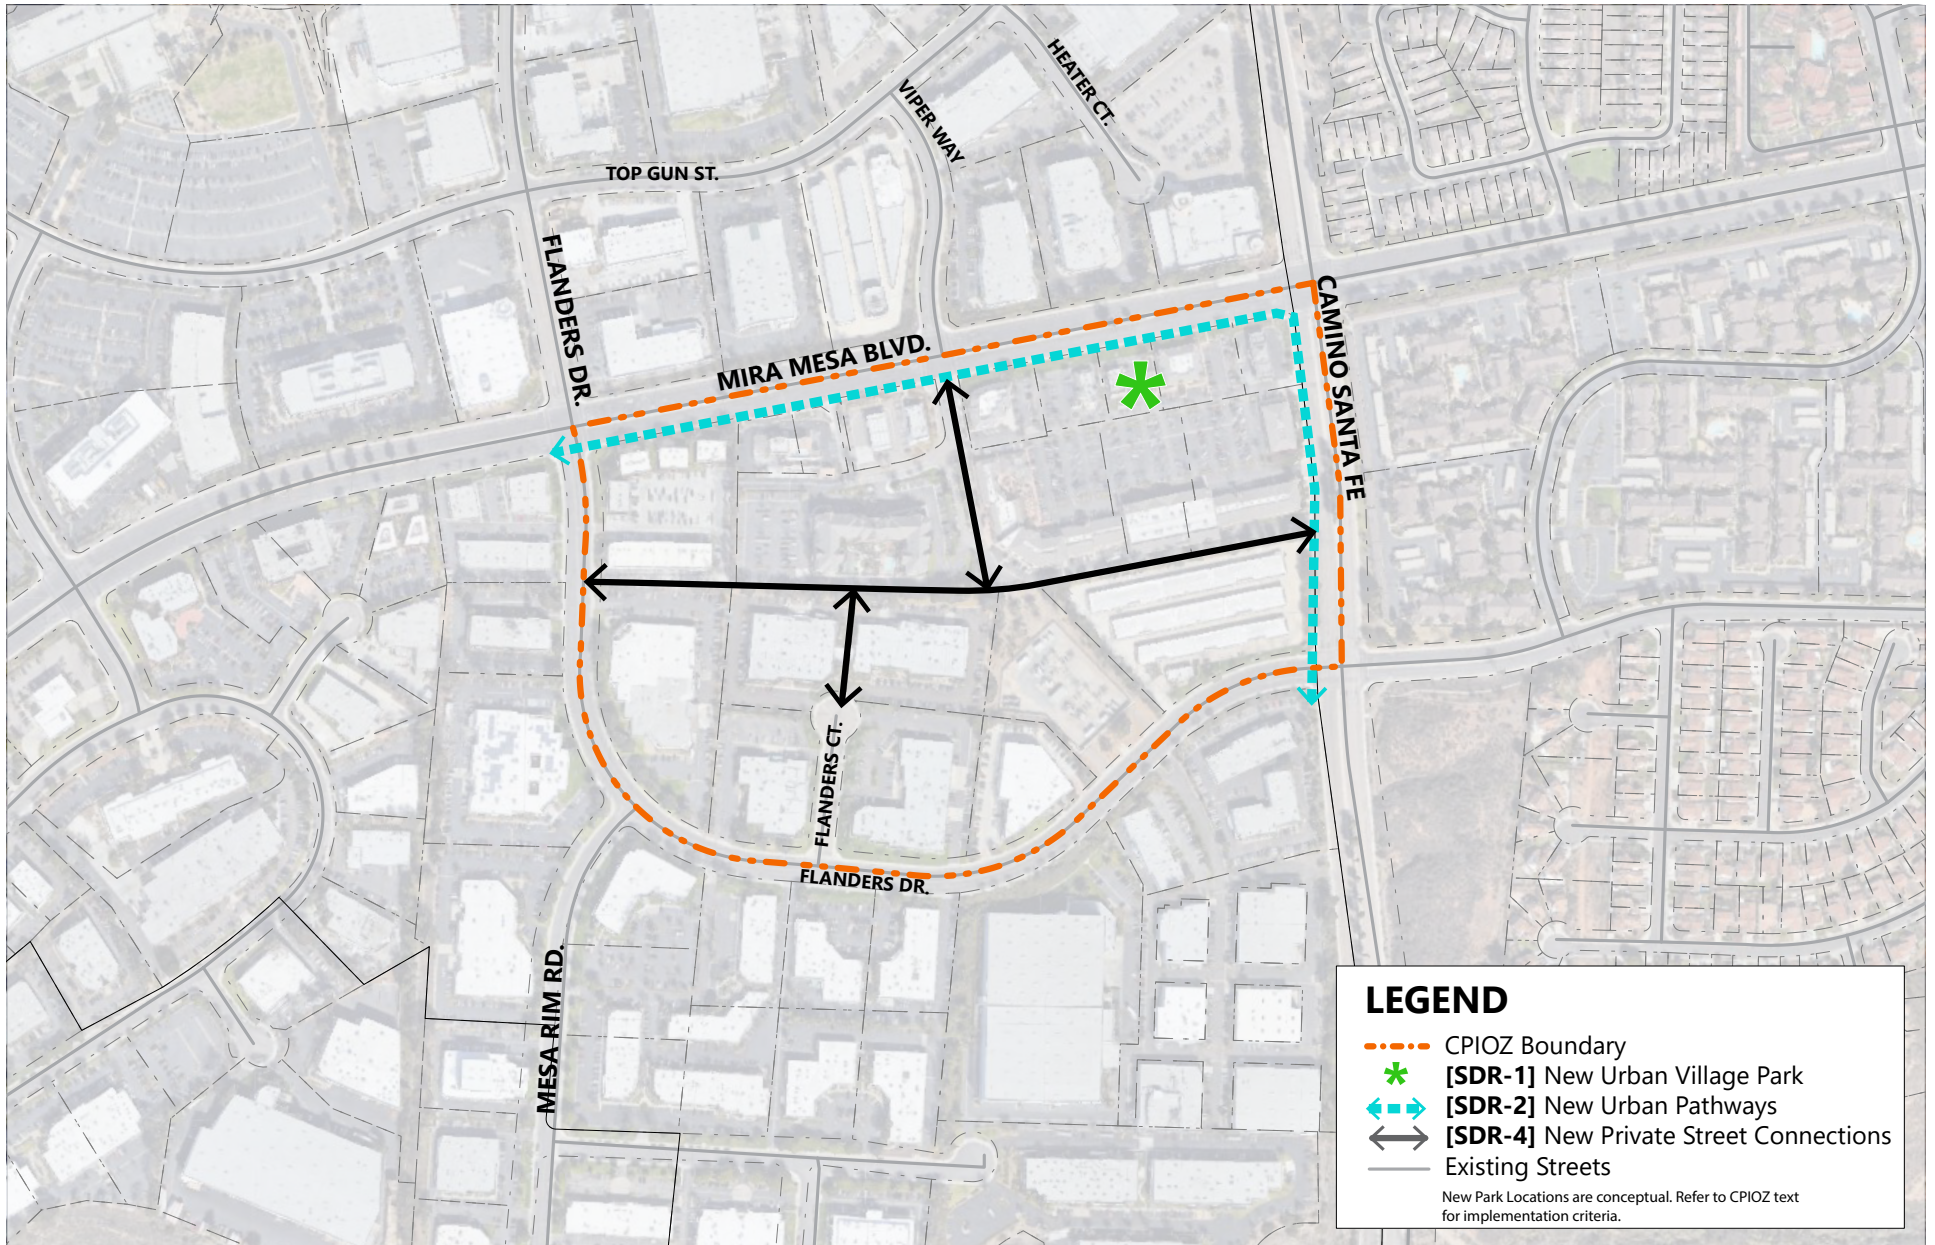 HEATER CT.
VIPER WAY
TOP GUN ST.
FLANDERS DR.
MIRA MESA BLVD.
CAMINO SANTA FE
FLANDERS CT.
FLANDERS DR.
MESA RIM RD.
LEGEND
CPIOZ Boundary
[SDR-1] New Urban Village Park
[SDR-2] New Urban Pathways
[SDR-4] New Private Street Connections
Existing Streets
New Park Locations are conceptual. Refer to CPIOZ text
for implementation criteria.